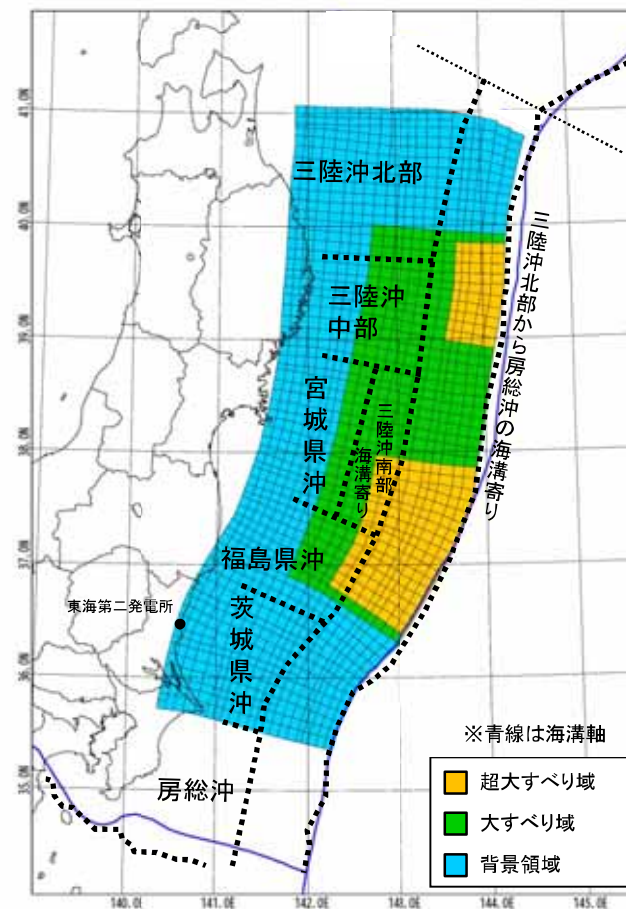 41.0N
三陸沖北部
40.0N
三陸沖北部から房総沖の海溝寄り
三陸沖
中部
39.0N
宮城県沖
三陸沖南部
海溝寄り
38.0N
37.0N
福島県沖
東海第二発電所
茨城県沖
36.0N
※青線は海溝軸
房総沖
35.0N
超大すべり域
大すべり域
背景領域
140.0E
141.0E
142.0E
143.0E
144.0E
145.0E